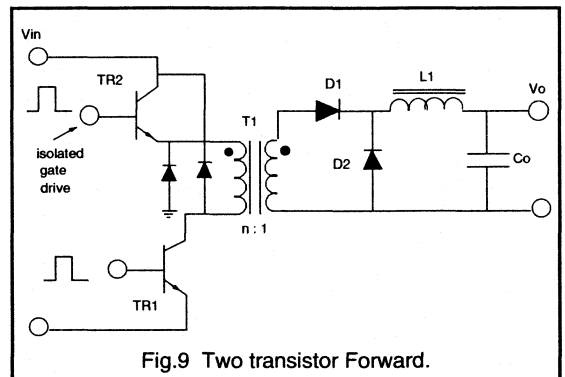 Vin
TR2
isolated
gate
drive
T1
n : 1
D1
L1
Vo
D2
Co
TR1
Fig.9 Two transistor Forward.